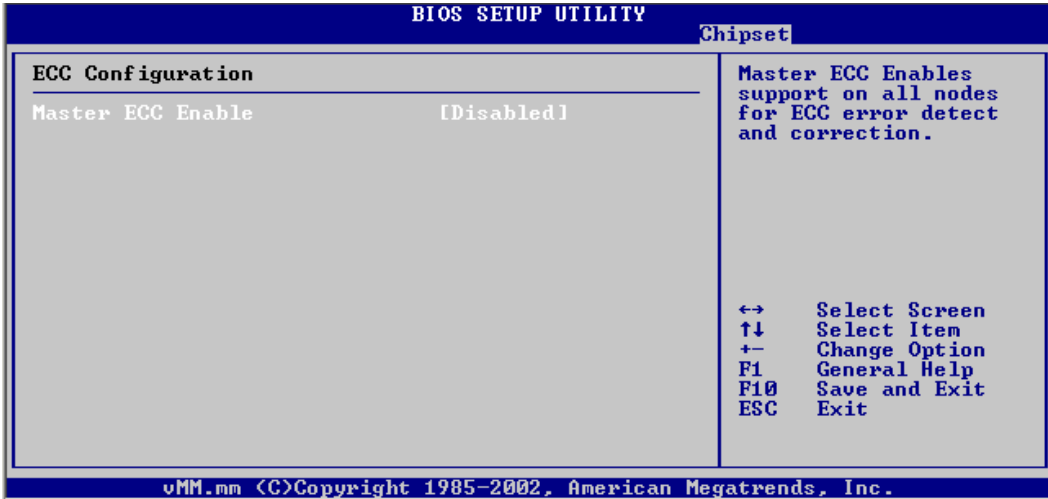 BIOS SETUP UTILITY
Chipset
ECC Configuration
Master ECC Enable [Disabled]
Master ECC Enables
support on all nodes
for ECC error detect
and correction.
←→ Select Screen
↑↓ Select Item
+- Change Option
F1 General Help
F10 Save and Exit
ESC Exit
vMM.mm (C)Copyright 1985-2002, American Megatrends, Inc.